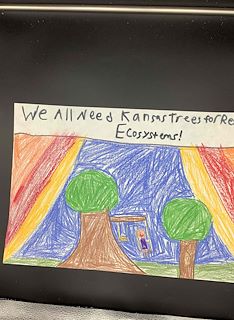 We All Need Kansas Trees for Re
Ecosystems!